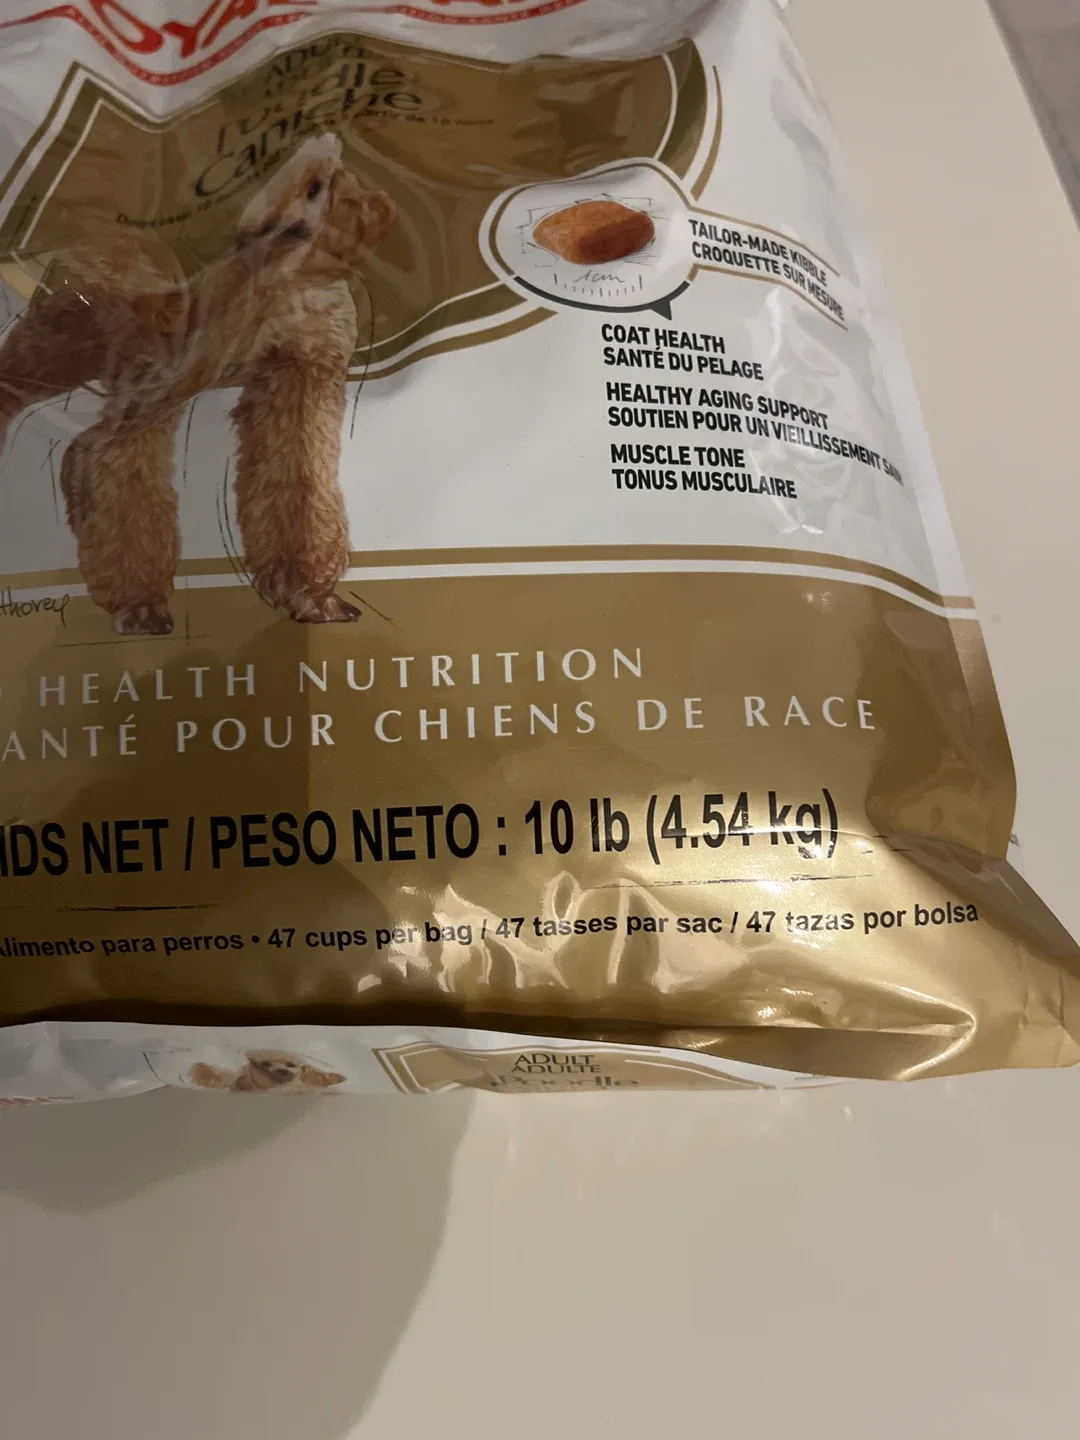 ADULT
Poodle
Caniche
TAILOR-MADE KIBBLE
CROQUETTE SUR MESURE
1cm
COAT HEALTH
SANTÉ DU PELAGE
HEALTHY AGING SUPPORT
SOUTIEN POUR UN VIEILLISSEMENT
MUSCLE TONE
TONUS MUSCULAIRE
HEALTH NUTRITION
ANTÉ POUR CHIENS DE RACE
IDS NET / PESO NETO : 10 lb (4.54 kg)
Alimento para perros • 47 cups per bag / 47 tasses par sac / 47 tazas por bolsa
ADULT
ADULTE
Poodle